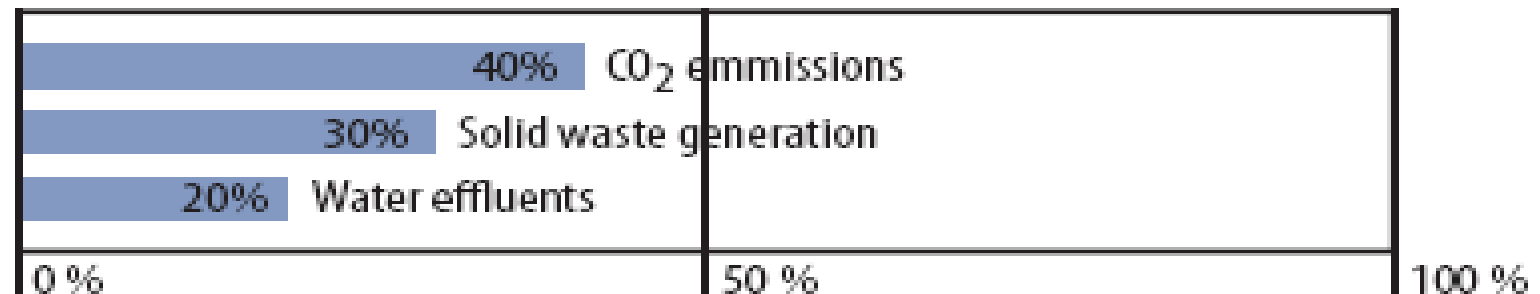 40% CO₂ emmissions
30% Solid waste generation
20% Water effluents
0 % 50 % 100 %